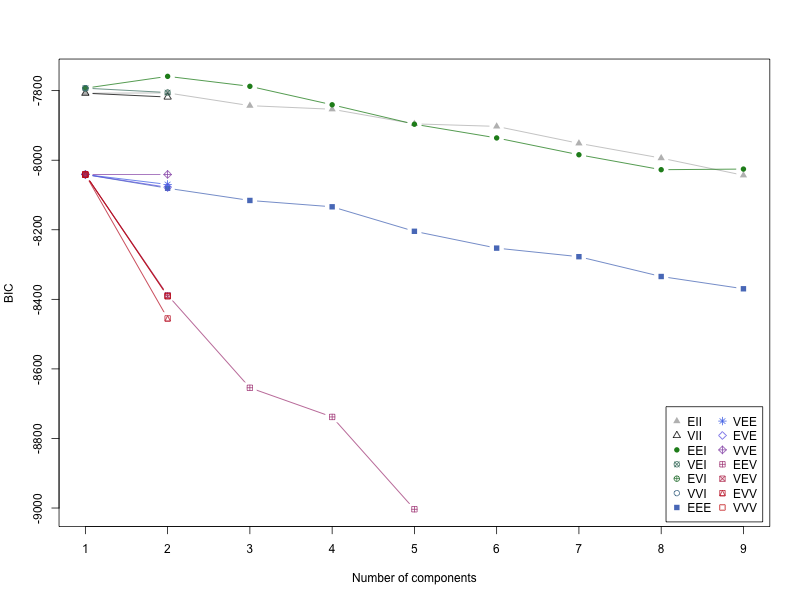 -7800
-8000
-8200
-8400
-8600
-8800
-9000
BIC
1 2 3 4 5 6 7 8 9
Number of components
EII VEE
VII EVE
EEI VVE
VEI EEV
EVI VEV
VVI EVV
EEE VVV